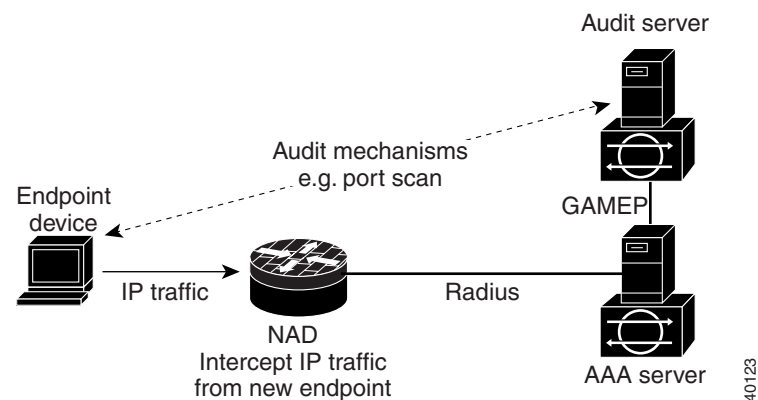 Audit server
Audit mechanisms
e.g. port scan
Endpoint
device
GAMEP
IP traffic
Radius
NAD
Intercept IP traffic
from new endpoint
AAA server
40123